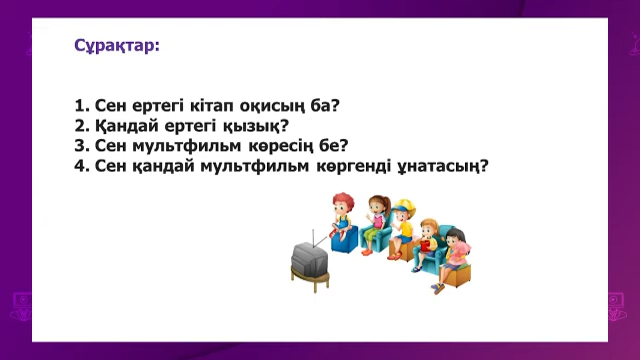 Сұрақтар:
1. Сен ертегі кітап оқисың ба?
2. Қандай ертегі қызық?
3. Сен мультфильм көресің бе?
4. Сен қандай мультфильм көргенді ұнатасың?